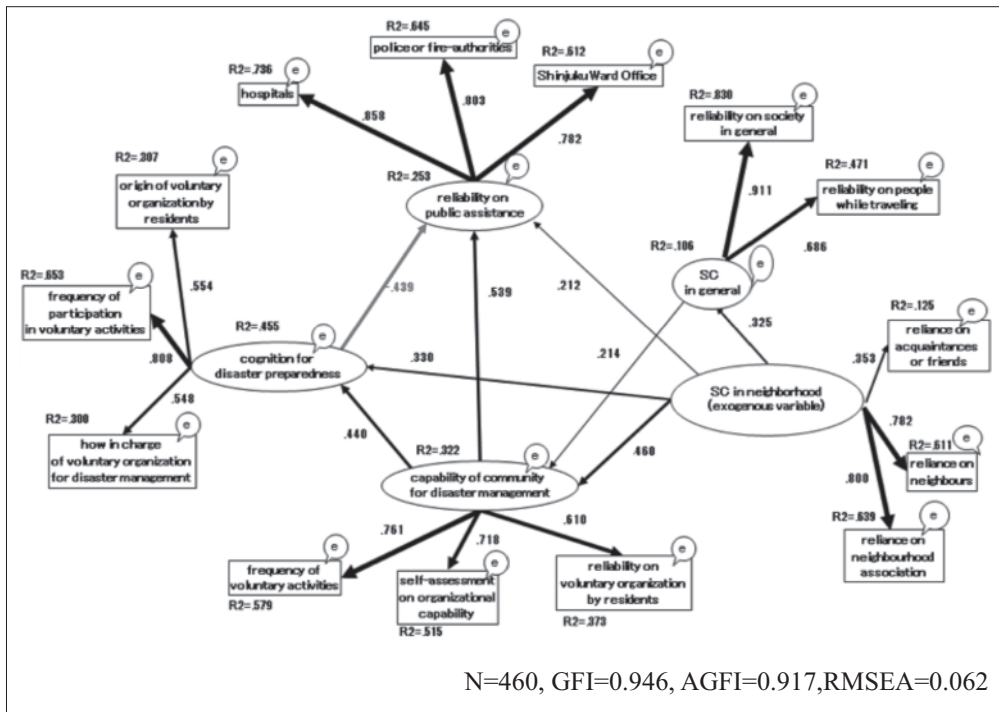 R2=.645
e
police or fire-authorities
R2=.612
e
Shinjuku Ward Office
R2=.736
e
hospitals
.858
.803
.782
R2=.830
e
reliability on society
in general
R2=.307
e
origin of voluntary
organization by
residents
R2=.253
e
reliability on
public assistance
.911
R2=.471
e
reliability on people
while traveling
.686
R2=.106
SC
in general
e
R2=.653
e
frequency of
participation
in voluntary activities
.554
-.439
.539
.212
.325
R2=.125
e
reliance on
acquaintances
or friends
.353
R2=.455
e
cognition for
disaster preparedness
.808
.330
.214
SC in neighborhood
(exogenous variable)
.548
R2=.300
e
how in charge
of voluntary organization
for disaster management
.440
R2=.322
e
capability of community
for disaster management
.460
.782
R2=.611
e
reliance on
neighbours
.800
R2=.639
e
reliance on
neighbourhood
association
.761
.718
.610
e
frequency of
voluntary activities
R2=.579
e
self-assessment
on organizational
capability
R2=.515
e
reliability on
voluntary organization
by residents
R2=.373
N=460, GFI=0.946, AGFI=0.917,RMSEA=0.062